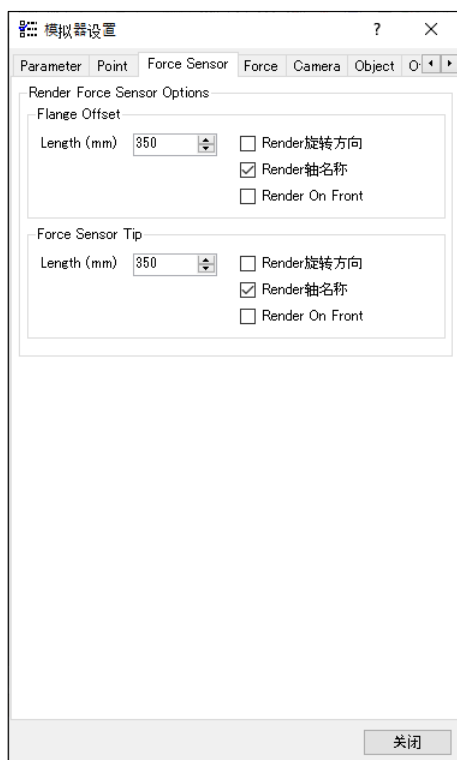 模拟器设置 ?
Parameter Point Force Sensor Force Camera Object O
Render Force Sensor Options
Flange Offset
Length (mm) 350 Render旋转方向
Render轴名称
Render On Front
Force Sensor Tip
Length (mm) 350 Render旋转方向
Render轴名称
Render On Front
关闭